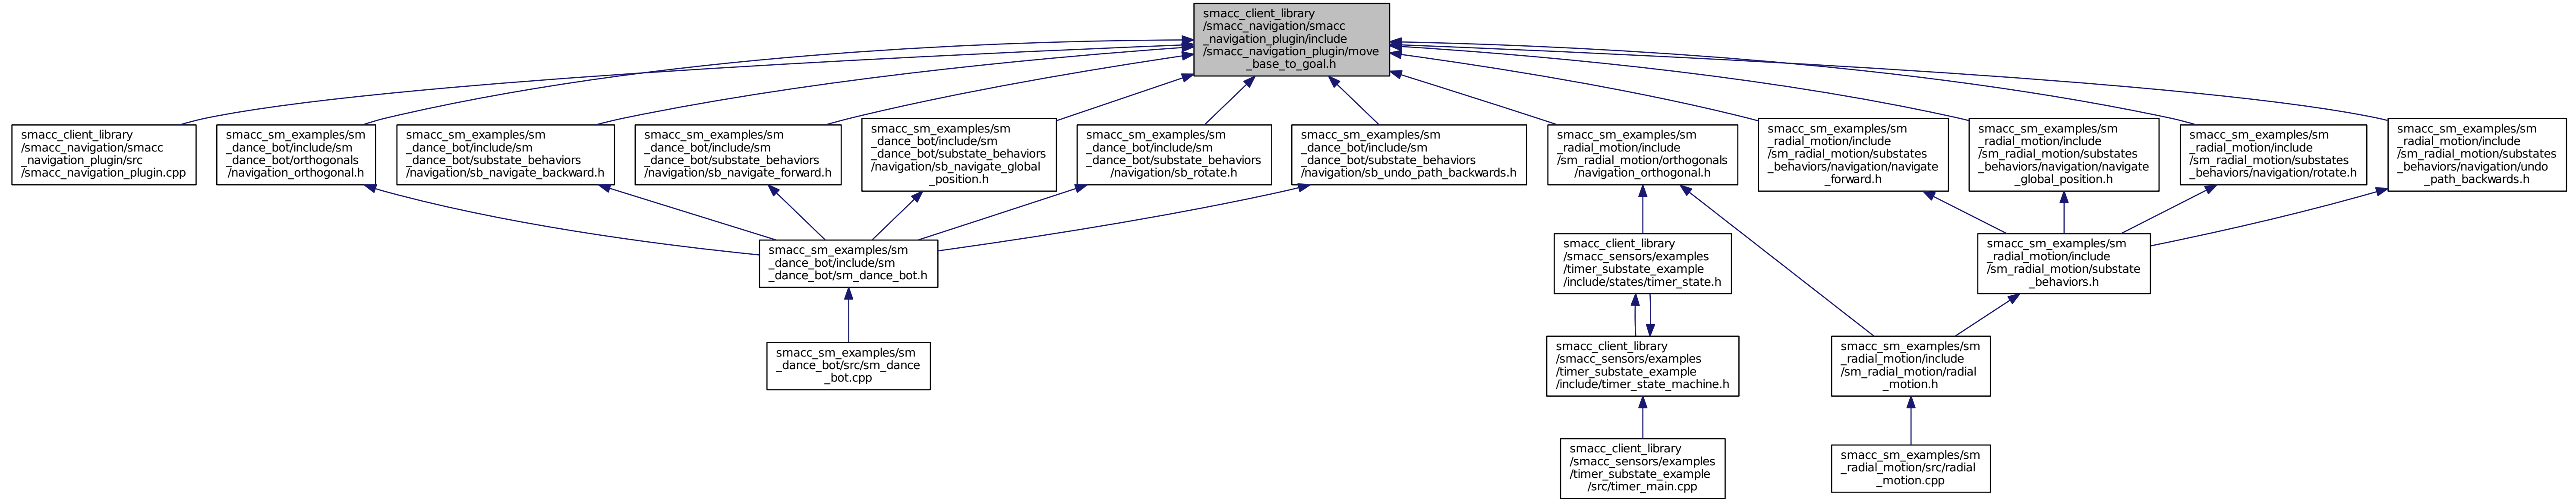 smacc_client_library
/smacc_navigation/smacc
_navigation_plugin/include
/smacc_navigation_plugin/move
_base_to_goal.h
smacc_client_library
/smacc_navigation/smacc
_navigation_plugin/src
/smacc_navigation_plugin.cpp
smacc_sm_examples/sm
_dance_bot/include/sm
_dance_bot/orthogonals
/navigation_orthogonal.h
smacc_sm_examples/sm
_dance_bot/include/sm
_dance_bot/substate_behaviors
/navigation/sb_navigate_backward.h
smacc_sm_examples/sm
_dance_bot/include/sm
_dance_bot/substate_behaviors
/navigation/sb_navigate_forward.h
smacc_sm_examples/sm
_dance_bot/include/sm
_dance_bot/substate_behaviors
/navigation/sb_navigate_global
_position.h
smacc_sm_examples/sm
_dance_bot/include/sm
_dance_bot/substate_behaviors
/navigation/sb_rotate.h
smacc_sm_examples/sm
_dance_bot/include/sm
_dance_bot/substate_behaviors
/navigation/sb_undo_path_backwards.h
smacc_sm_examples/sm
_radial_motion/include
/sm_radial_motion/orthogonals
/navigation_orthogonal.h
smacc_sm_examples/sm
_radial_motion/include
/sm_radial_motion/substates
_behaviors/navigation/navigate
_forward.h
smacc_sm_examples/sm
_radial_motion/include
/sm_radial_motion/substates
_behaviors/navigation/navigate
_global_position.h
smacc_sm_examples/sm
_radial_motion/include
/sm_radial_motion/substates
_behaviors/navigation/rotate.h
smacc_sm_examples/sm
_radial_motion/include
/sm_radial_motion/substates
_behaviors/navigation/undo
_path_backwards.h
smacc_sm_examples/sm
_dance_bot/include/sm
_dance_bot/sm_dance_bot.h
smacc_client_library
/smacc_sensors/examples
/timer_substate_example
/include/states/timer_state.h
smacc_sm_examples/sm
_radial_motion/include
/sm_radial_motion/substate
_behaviors.h
smacc_sm_examples/sm
_dance_bot/src/sm_dance
_bot.cpp
smacc_client_library
/smacc_sensors/examples
/timer_substate_example
/include/timer_state_machine.h
smacc_sm_examples/sm
_radial_motion/include
/sm_radial_motion/radial
_motion.h
smacc_client_library
/smacc_sensors/examples
/timer_substate_example
/src/timer_main.cpp
smacc_sm_examples/sm
_radial_motion/src/radial
_motion.cpp